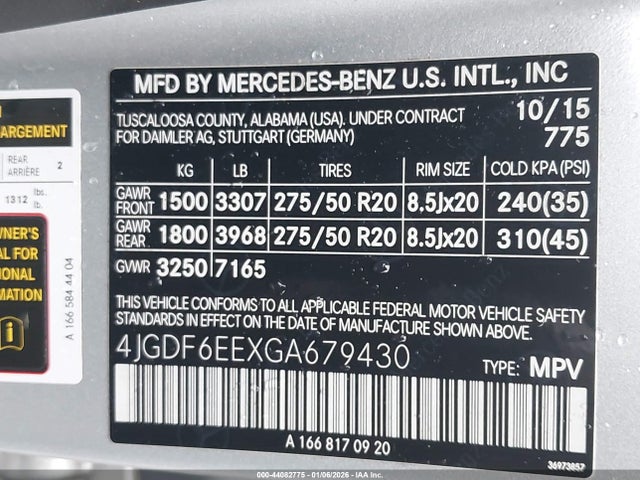 MFD BY MERCEDES-BENZ U.S. INTL., INC
TUSCALOOSA COUNTY, ALABAMA (USA). UNDER CONTRACT 10/15
FOR DAIMLER AG, STUTTGART (GERMANY) 775
KG LB TIRES RIM SIZE COLD KPA(PSI)
GAWR FRONT 1500 3307 275/50 R20 8.5Jx20 240(35)
GAWR REAR 1800 3968 275/50 R20 8.5Jx20 310(45)
GVWR 3250 7165
THIS VEHICLE CONFORMS TO ALL APPLICABLE FEDERAL MOTOR VEHICLE SAFETY
STANDARDS IN EFFECT ON THE DATE OF MANUFACTURE SHOWN ABOVE.
4JGDF6EEXGA679430 TYPE: MPV
A 166 817 09 20
36973857
ARGEMENT
REAR
ARRIÈRE 2
1312 lbs.
lb.
WNER'S
AL FOR
TIONAL
MATION
A 166 584 44 04
000-44082775 - 01/06/2026 - IAA Inc.